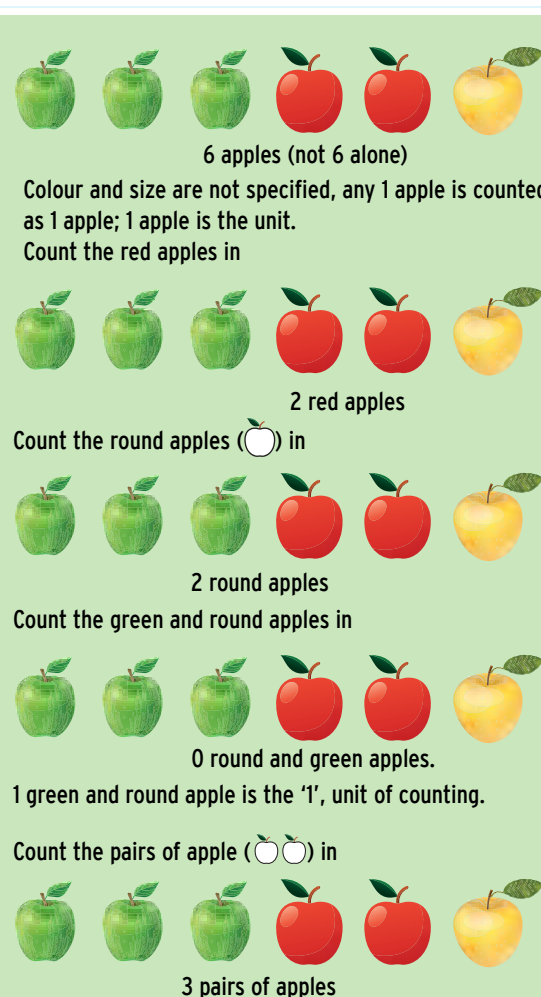 6 apples (not 6 alone)
Colour and size are not specified, any 1 apple is counted
as 1 apple; 1 apple is the unit.
Count the red apples in
2 red apples
Count the round apples ( ) in
2 round apples
Count the green and round apples in
0 round and green apples.
1 green and round apple is the ‘1’, unit of counting.
Count the pairs of apple ( ) in
3 pairs of apples